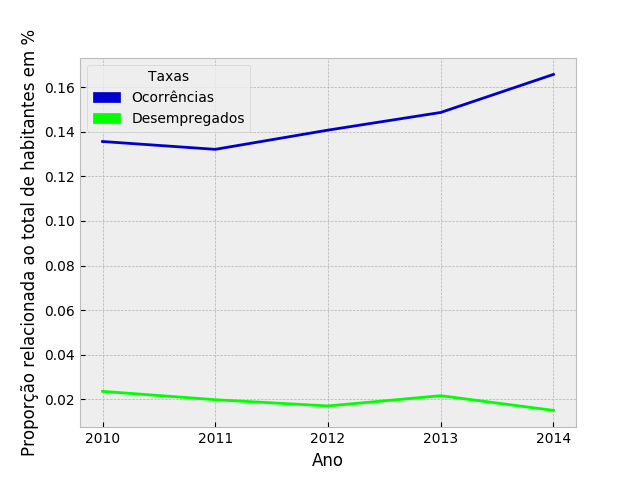 Proporção relacionada ao total de habitantes em %
0.16
0.14
0.12
0.10
0.08
0.06
0.04
0.02
Taxas
Ocorrências
Desempregados
2010 2011 2012 2013 2014
Ano